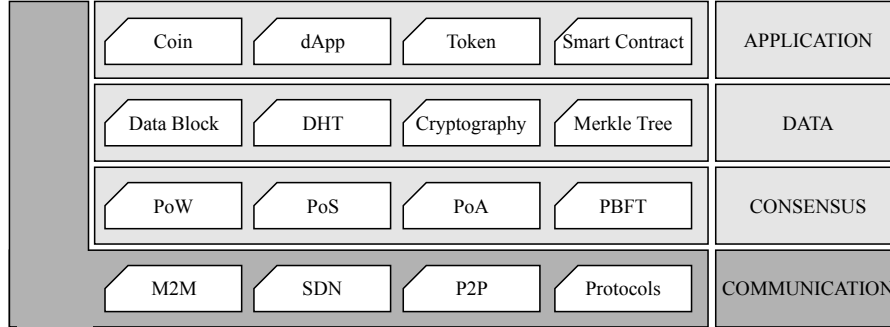 Coin dApp Token Smart Contract APPLICATION
Data Block DHT Cryptography Merkle Tree DATA
PoW PoS PoA PBFT CONSENSUS
M2M SDN P2P Protocols COMMUNICATION